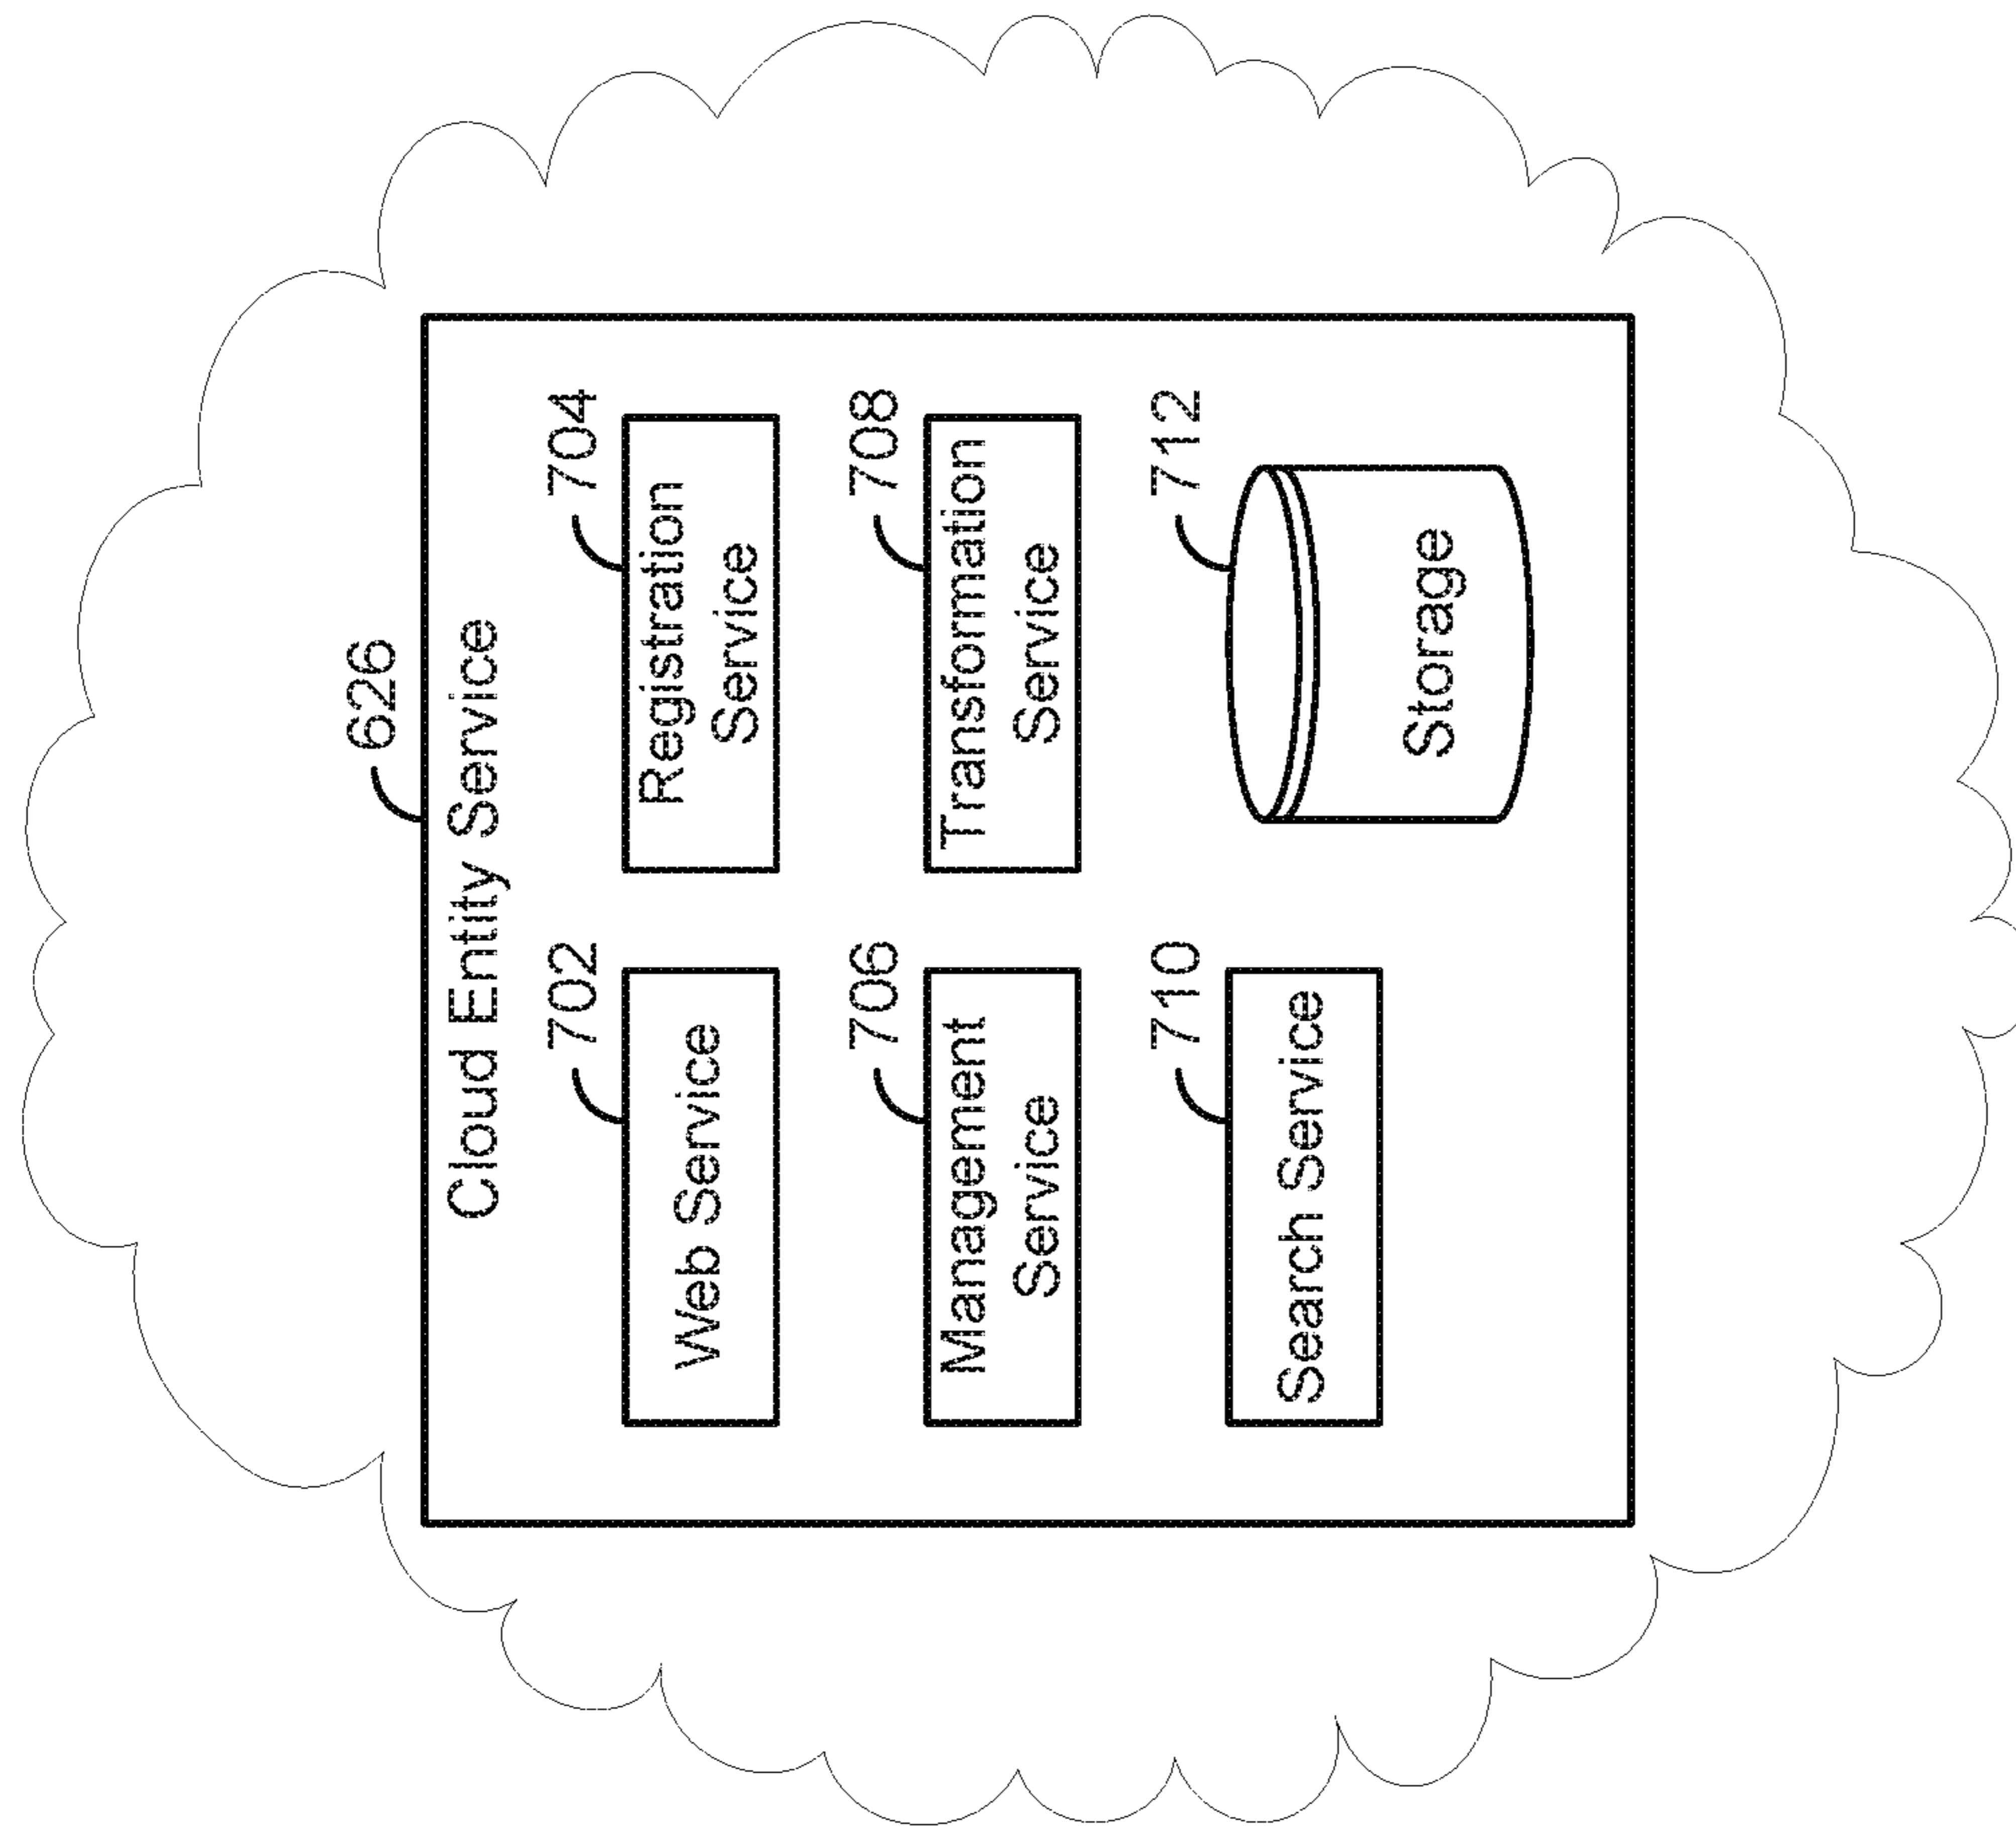 626
Cloud Entity Service
702
Web Service
704
Registration
Service
706
Management
Service
708
Transformation
Service
710
Search Service
712
Storage